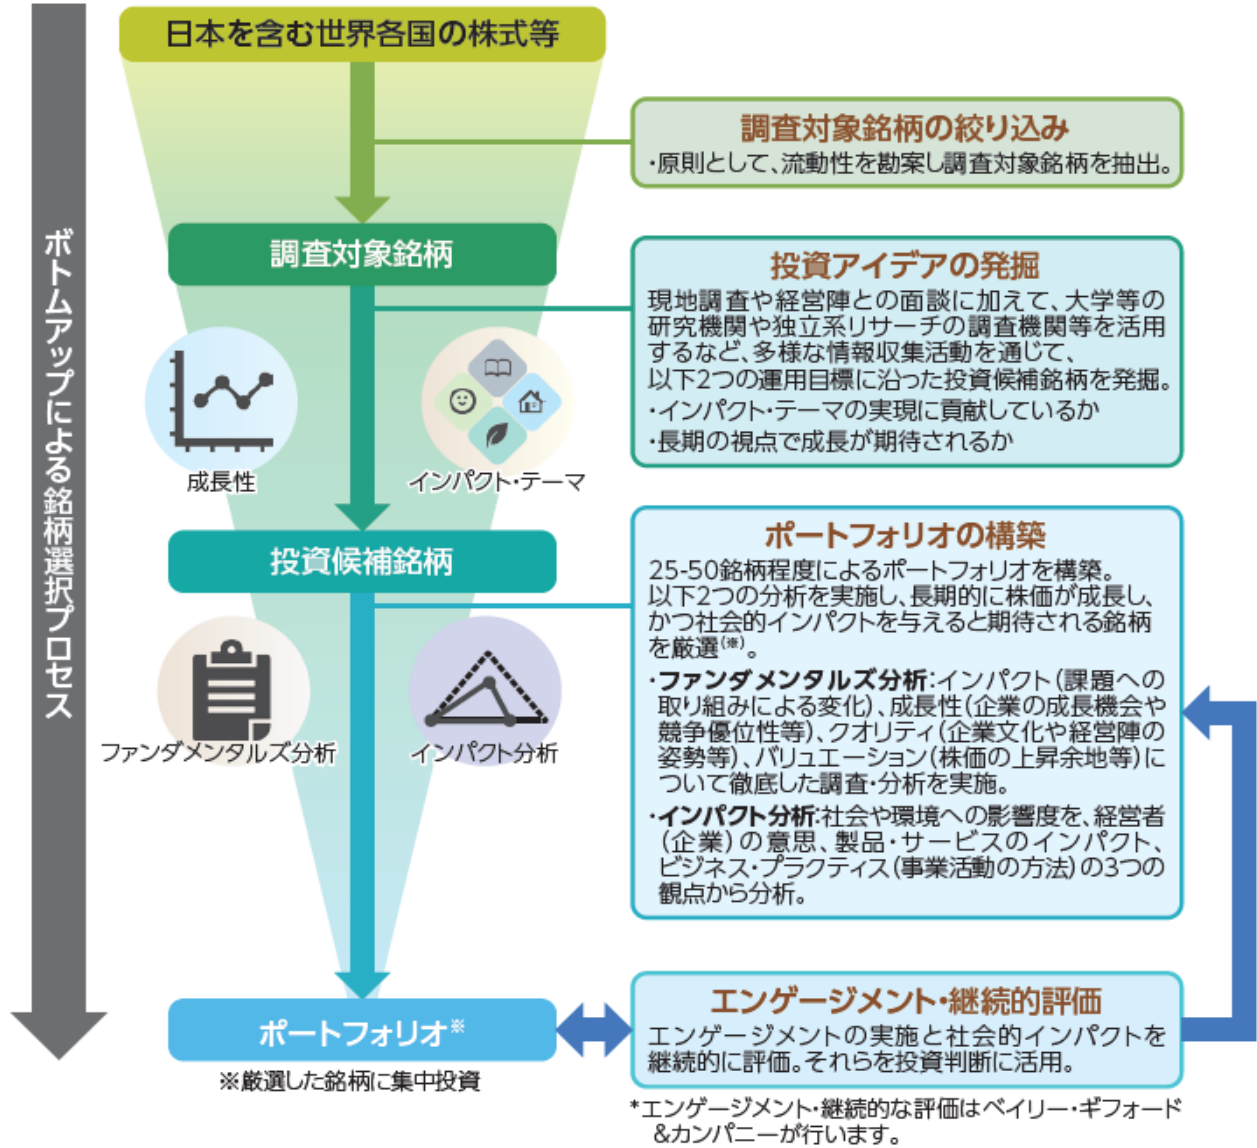 日本を含む世界各国の株式等
調査対象銘柄の絞り込み
・原則として、流動性を勘案し調査対象銘柄を抽出。
ボトムアップによる銘柄選択プロセス
調査対象銘柄
投資アイデアの発掘
現地調査や経営陣との面談に加えて、大学等の
研究機関や独立系リサーチの調査機関等を活用
するなど、多様な情報収集活動を通じて、
以下2つの運用目標に沿った投資候補銘柄を発掘。
・インパクト・テーマの実現に貢献しているか
・長期の視点で成長が期待されるか
成長性
インパクト・テーマ
投資候補銘柄
ポートフォリオの構築
25-50銘柄程度によるポートフォリオを構築。
以下2つの分析を実施し、長期的に株価が成長し、
かつ社会的インパクトを与えると期待される銘柄
を厳選(※)。
・ファンダメンタルズ分析:インパクト(課題への
取り組みによる変化)、成長性(企業の成長機会や
競争優位性等)、クオリティ(企業文化や経営陣の
姿勢等)、バリュエーション(株価の上昇余地等)に
ついて徹底した調査・分析を実施。
・インパクト分析:社会や環境への影響度を、経営者
(企業)の意思、製品・サービスのインパクト、
ビジネス・プラクティス(事業活動の方法)の3つの
観点から分析。
ファンダメンタルズ分析
インパクト分析
ポートフォリオ※
※厳選した銘柄に集中投資
エンゲージメント・継続的評価
エンゲージメントの実施と社会的インパクトを
継続的に評価。それらを投資判断に活用。
*エンゲージメント・継続的な評価はベイリー・ギフォード
&カンパニーが行います。